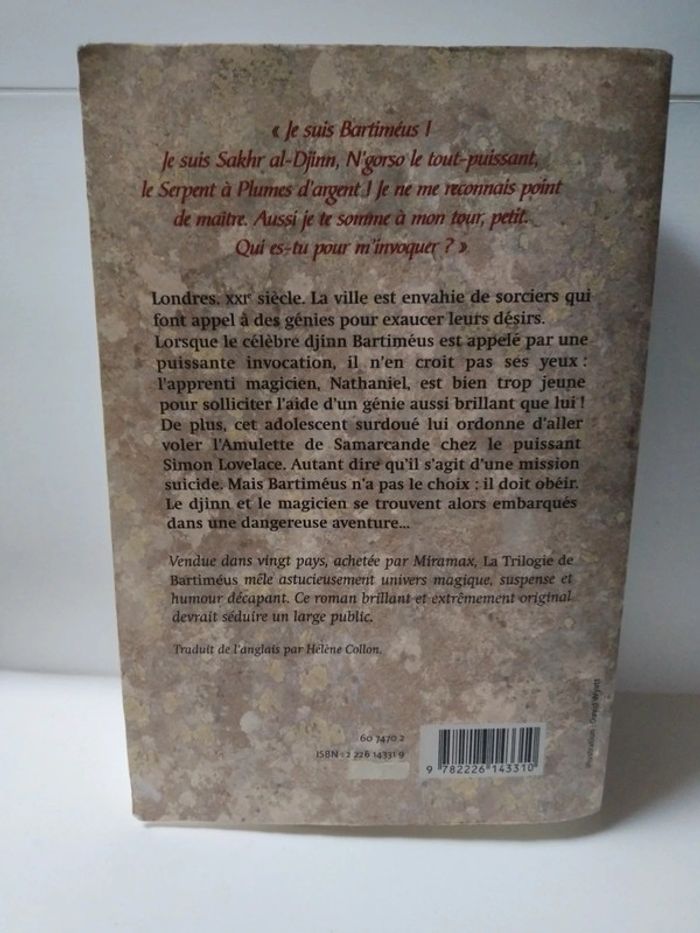 « Je suis Bartiméus !
Je suis Sakhr al-Djinn, N'gorso le tout-puissant,
le Serpent à Plumes d'argent ! Je ne me reconnais point
de maître. Aussi je te somme à mon tour, petit.
Qui es-tu pour m'invoquer ? »
Londres, XXIe siècle. La ville est envahie de sorciers qui
font appel à des génies pour exaucer leurs désirs.
Lorsque le célèbre djinn Bartiméus est appelé par une
puissante invocation, il n'en croit pas ses yeux :
l'apprenti magicien, Nathaniel, est bien trop jeune
pour solliciter l'aide d'un génie aussi brillant que lui !
De plus, cet adolescent surdoué lui ordonne d'aller
voler l'Amulette de Samarcande chez le puissant
Simon Lovelace. Autant dire qu'il s'agit d'une mission
suicide. Mais Bartiméus n'a pas le choix : il doit obéir.
Le djinn et le magicien se trouvent alors embarqués
dans une dangereuse aventure...
Vendue dans vingt pays, achetée par Miramax, La Trilogie de
Bartiméus mêle astucieusement univers magique, suspense et
humour décapant. Ce roman brillant et extrêmement original
devrait séduire un large public.
Traduit de l'anglais par Hélène Collon.
60 7470 2
ISBN : 2 226 14331 9
9 782226 143310
Illustration : David Wyatt